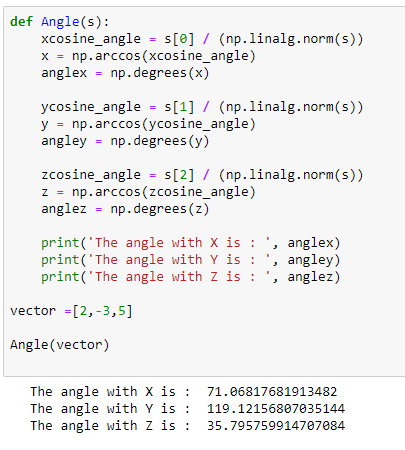 def Angle(s):
    xcosine_angle = s[0] / (np.linalg.norm(s))
    x = np.arccos(xcosine_angle)
    anglex = np.degrees(x)

    ycosine_angle = s[1] / (np.linalg.norm(s))
    y = np.arccos(ycosine_angle)
    angley = np.degrees(y)

    zcosine_angle = s[2] / (np.linalg.norm(s))
    z = np.arccos(zcosine_angle)
    anglez = np.degrees(z)

    print('The angle with X is : ', anglex)
    print('The angle with Y is : ', angley)
    print('The angle with Z is : ', anglez)

vector =[2,-3,5]

Angle(vector)

The angle with X is :  71.06817681913482
The angle with Y is :  119.12156807035144
The angle with Z is :  35.795759914707084